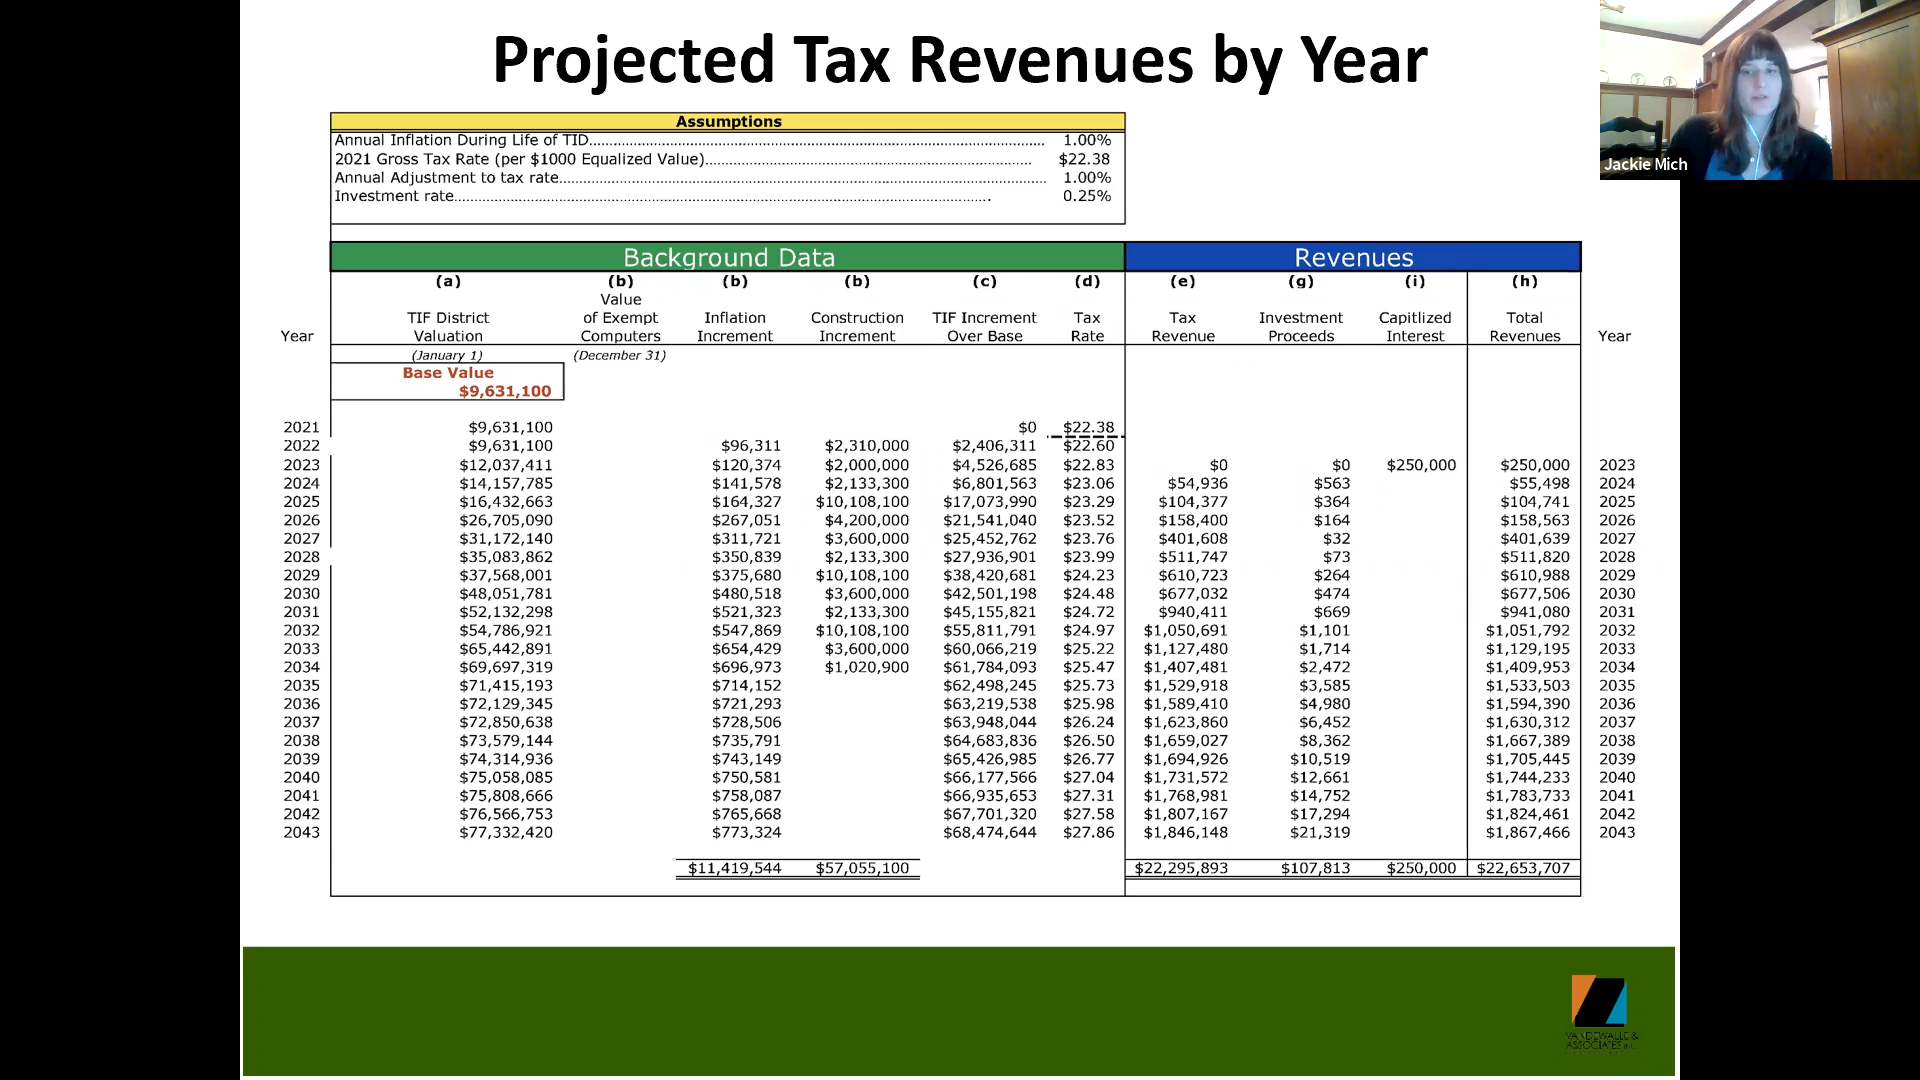 Projected Tax Revenues by Year
Jackie Mich
Assumptions
Annual Inflation During Life of TID 1.00%
2021 Gross Tax Rate (per $1000 Equalized Value) $22.38
Annual Adjustment to tax rate 1.00%
Investment rate 0.25%
Background Data Revenues
(a) (b) (b) (b) (c) (d) (e) (g) (i) (h)
Value
TIF District of Exempt Inflation Construction TIF Increment Tax Tax Investment Capitlized Total
Year Valuation Computers Increment Increment Over Base Rate Revenue Proceeds Interest Revenues Year
(January 1) (December 31)
Base Value
$9,631,100
2021 $9,631,100 $0 $22.38
2022 $9,631,100 $96,311 $2,310,000 $2,406,311 $22.60
2023 $12,037,411 $120,374 $2,000,000 $4,526,685 $22.83 $0 $0 $250,000 $250,000 2023
2024 $14,157,785 $141,578 $2,133,300 $6,801,563 $23.06 $54,936 $563 $55,498 2024
2025 $16,432,663 $164,327 $10,108,100 $17,073,990 $23.29 $104,377 $364 $104,741 2025
2026 $26,705,090 $267,051 $4,200,000 $21,541,040 $23.52 $158,400 $164 $158,563 2026
2027 $31,172,140 $311,721 $3,600,000 $25,452,762 $23.76 $401,608 $32 $401,639 2027
2028 $35,083,862 $350,839 $2,133,300 $27,936,901 $23.99 $511,747 $73 $511,820 2028
2029 $37,568,001 $375,680 $10,108,100 $38,420,681 $24.23 $610,723 $264 $610,988 2029
2030 $48,051,781 $480,518 $3,600,000 $42,501,198 $24.48 $677,032 $474 $677,506 2030
2031 $52,132,298 $521,323 $2,133,300 $45,155,821 $24.72 $940,411 $669 $941,080 2031
2032 $54,786,921 $547,869 $10,108,100 $55,811,791 $24.97 $1,050,691 $1,101 $1,051,792 2032
2033 $65,442,891 $654,429 $3,600,000 $60,066,219 $25.22 $1,127,480 $1,714 $1,129,195 2033
2034 $69,697,319 $696,973 $1,020,900 $61,784,093 $25.47 $1,407,481 $2,472 $1,409,953 2034
2035 $71,415,193 $714,152 $62,498,245 $25.73 $1,529,918 $3,585 $1,533,503 2035
2036 $72,129,345 $721,293 $63,219,538 $25.98 $1,589,410 $4,980 $1,594,390 2036
2037 $72,850,638 $728,506 $63,948,044 $26.24 $1,623,860 $6,452 $1,630,312 2037
2038 $73,579,144 $735,791 $64,683,836 $26.50 $1,659,027 $8,362 $1,667,389 2038
2039 $74,314,936 $743,149 $65,426,985 $26.77 $1,694,926 $10,519 $1,705,445 2039
2040 $75,058,085 $750,581 $66,177,566 $27.04 $1,731,572 $12,661 $1,744,233 2040
2041 $75,808,666 $758,087 $66,935,653 $27.31 $1,768,981 $14,752 $1,783,733 2041
2042 $76,566,753 $765,668 $67,701,320 $27.58 $1,807,167 $17,294 $1,824,461 2042
2043 $77,332,420 $773,324 $68,474,644 $27.86 $1,846,148 $21,319 $1,867,466 2043
$11,419,544 $57,055,100 $22,295,893 $107,813 $250,000 $22,653,707
VANDEWALLE &
ASSOCIATES INC.